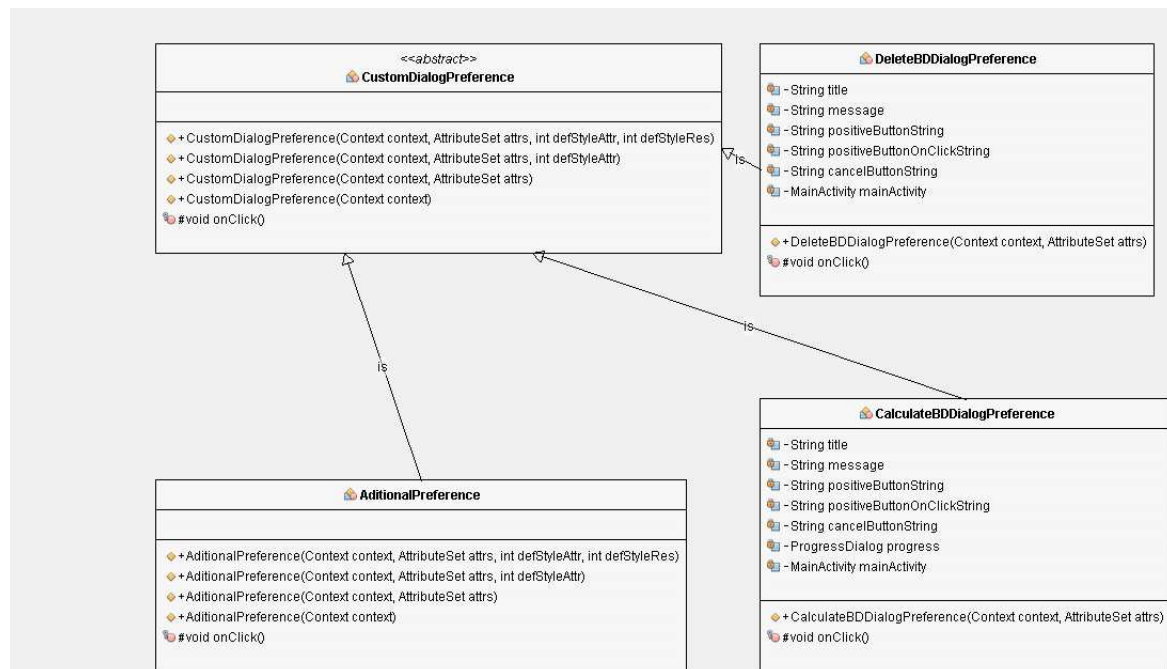 <<abstract>>
CustomDialogPreference
+CustomDialogPreference(Context context, AttributeSet attrs, int defStyleAttr, int defStyleRes)
+CustomDialogPreference(Context context, AttributeSet attrs, int defStyleAttr)
+CustomDialogPreference(Context context, AttributeSet attrs)
+CustomDialogPreference(Context context)
#void onClick()
DeleteBDDialogPreference
-String title
-String message
-String positiveButtonString
-String positiveButtonOnClickString
-String cancelButtonString
-MainActivity mainActivity
+DeleteBDDialogPreference(Context context, AttributeSet attrs)
#void onClick()
is
is
is
AditionalPreference
+AditionalPreference(Context context, AttributeSet attrs, int defStyleAttr, int defStyleRes)
+AditionalPreference(Context context, AttributeSet attrs, int defStyleAttr)
+AditionalPreference(Context context, AttributeSet attrs)
+AditionalPreference(Context context)
#void onClick()
CalculateBDDialogPreference
-String title
-String message
-String positiveButtonString
-String positiveButtonOnClickString
-String cancelButtonString
-ProgressDialog progress
-MainActivity mainActivity
+CalculateBDDialogPreference(Context context, AttributeSet attrs)
#void onClick()